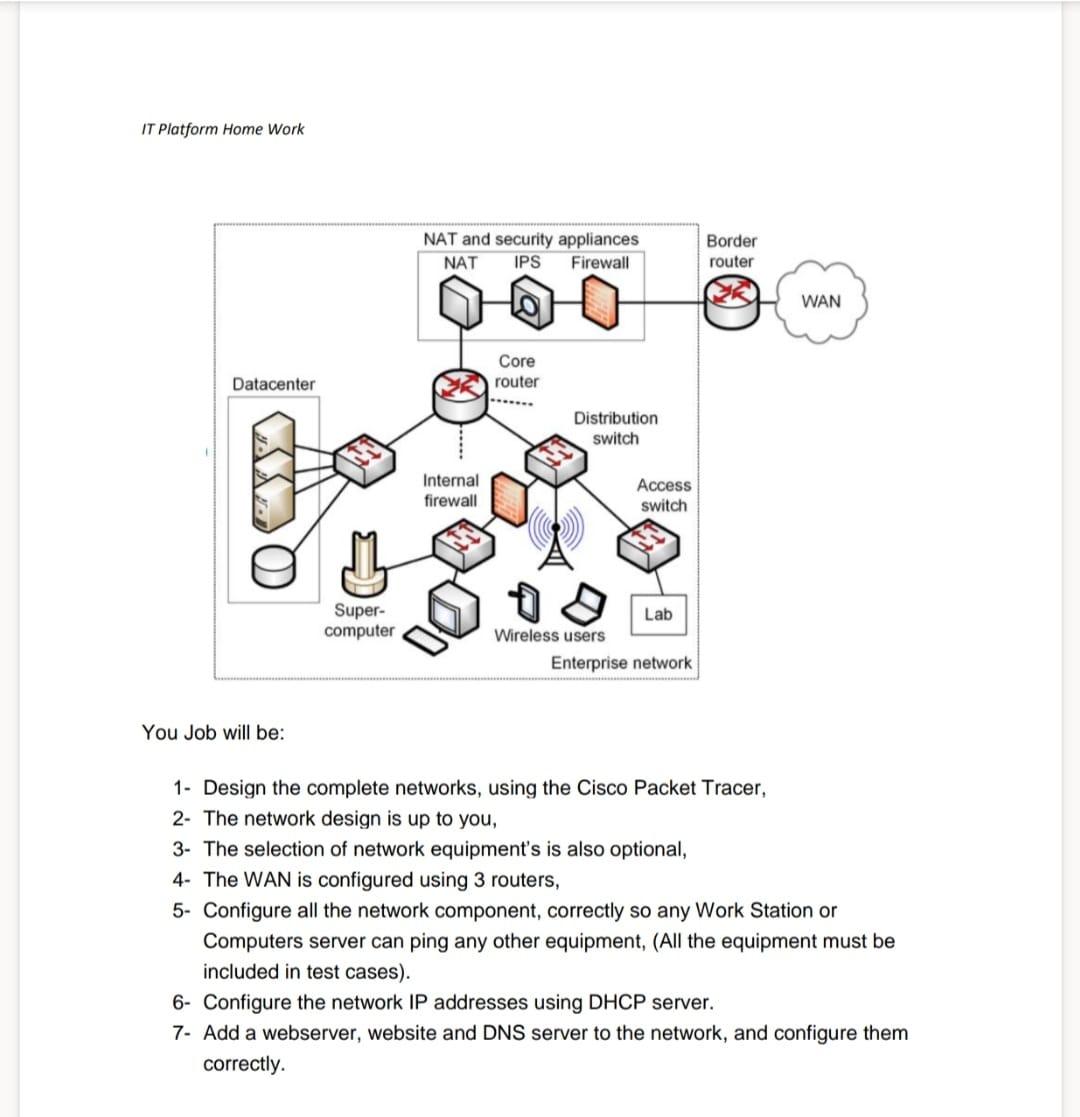 IT Platform Home Work
NAT and security appliances
NAT IPS Firewall
Border
router
WAN
Core
router
Datacenter
Distribution
switch
Internal
firewall
Access
switch
Super-
computer
Lab
Wireless users
Enterprise network
You Job will be:
1- Design the complete networks, using the Cisco Packet Tracer,
2- The network design is up to you,
3- The selection of network equipment's is also optional,
4- The WAN is configured using 3 routers,
5- Configure all the network component, correctly so any Work Station or
Computers server can ping any other equipment, (All the equipment must be
included in test cases).
6- Configure the network IP addresses using DHCP server.
7- Add a webserver, website and DNS server to the network, and configure them
correctly.